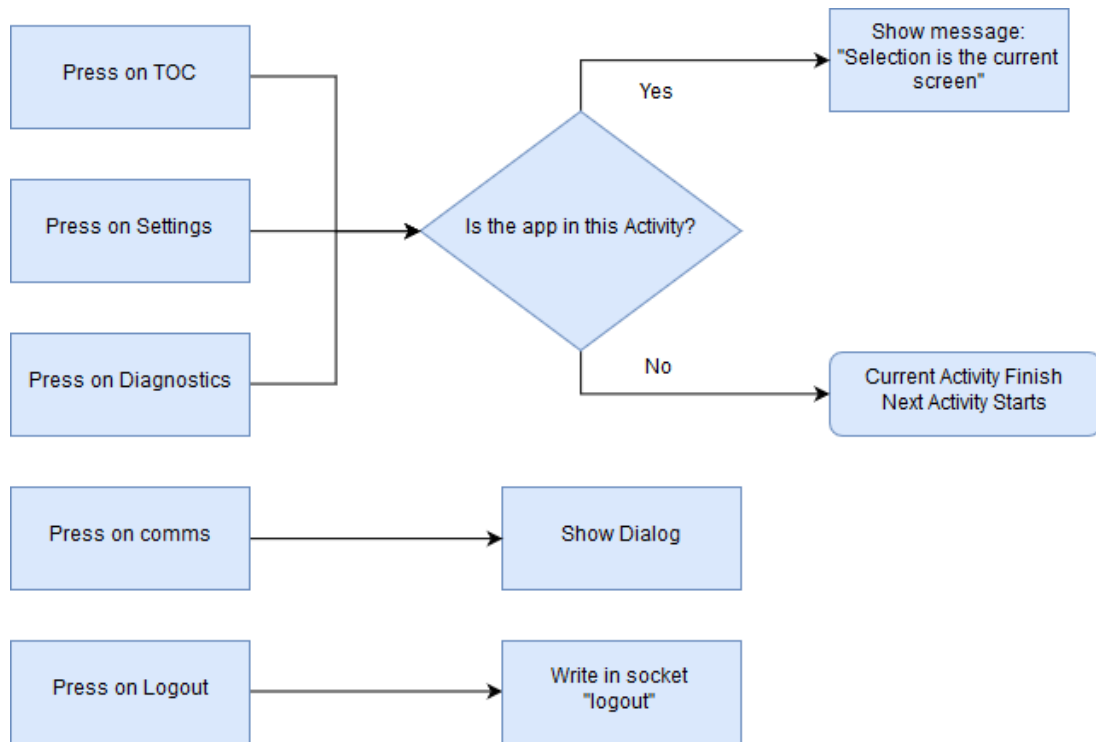 Press on TOC
Show message:
"Selection is the current
screen"
Yes
Press on Settings
Is the app in this Activity?
Press on Diagnostics
No
Current Activity Finish
Next Activity Starts
Press on comms
Show Dialog
Press on Logout
Write in socket
"logout"